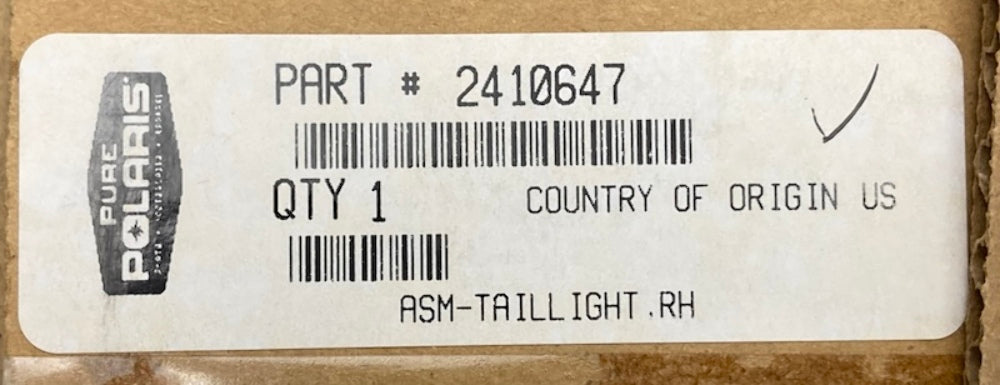 PURE
POLARIS
PART # 2410647
QTY 1
COUNTRY OF ORIGIN US
ASM-TAILLIGHT.RH